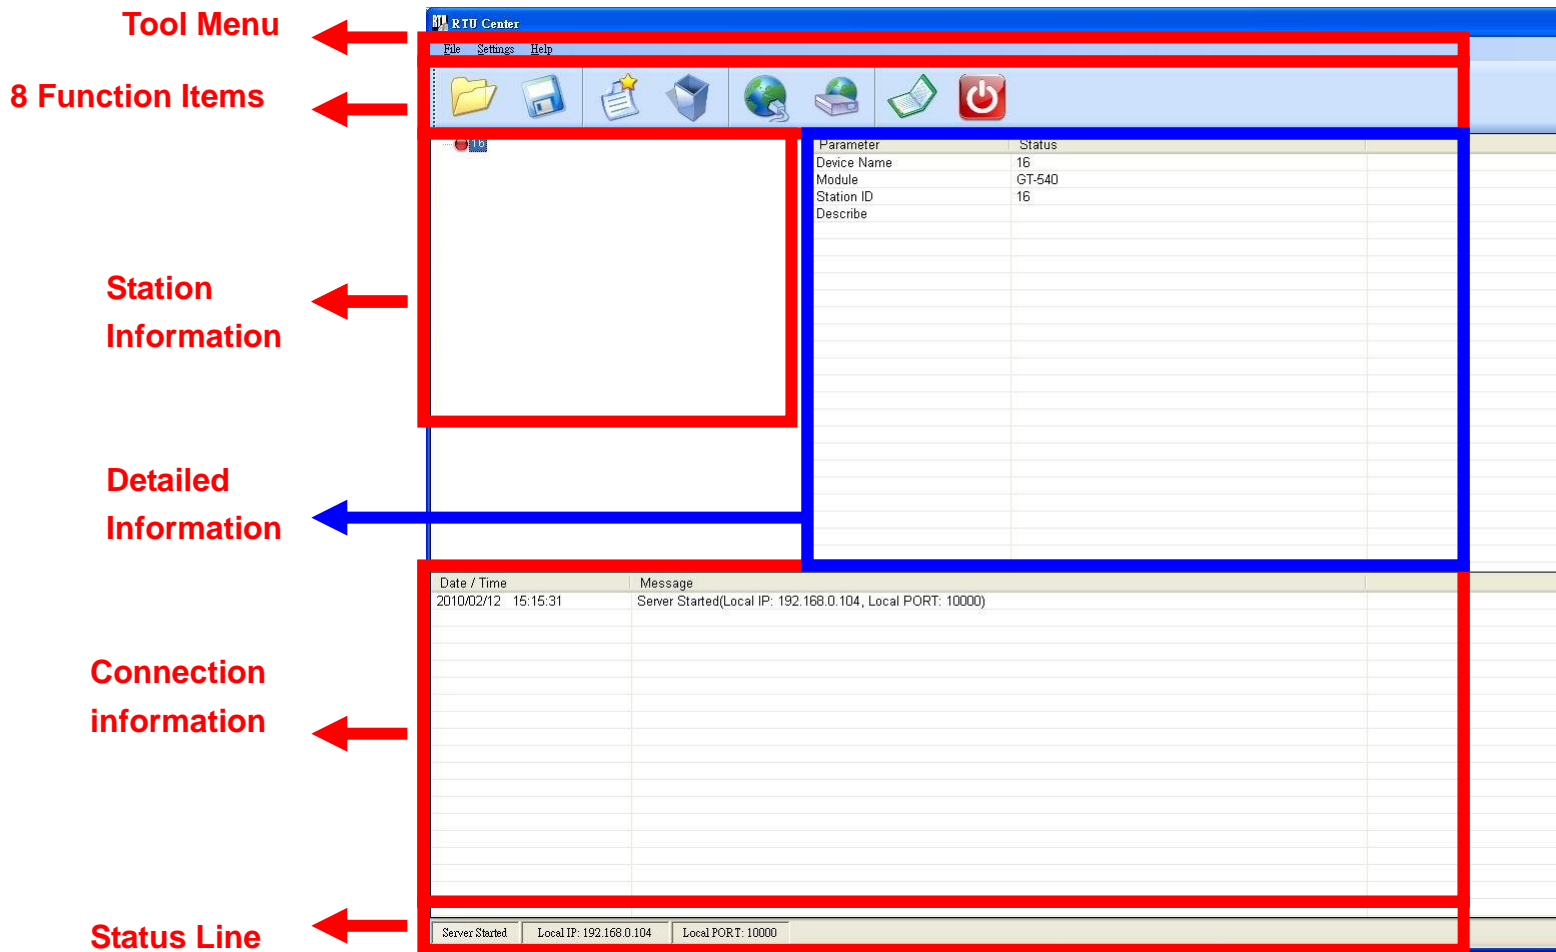 Tool Menu
RTU Center
File Settings Help
8 Function Items
16
Parameter Status
Device Name 16
Module GT-540
Station ID 16
Describe
Station
Information
Detailed
Information
Date / Time Message
2010/02/12 15:15:31 Server Started(Local IP: 192.168.0.104, Local PORT: 10000)
Connection
information
Status Line
Server Started Local IP: 192.168.0.104 Local PORT: 10000